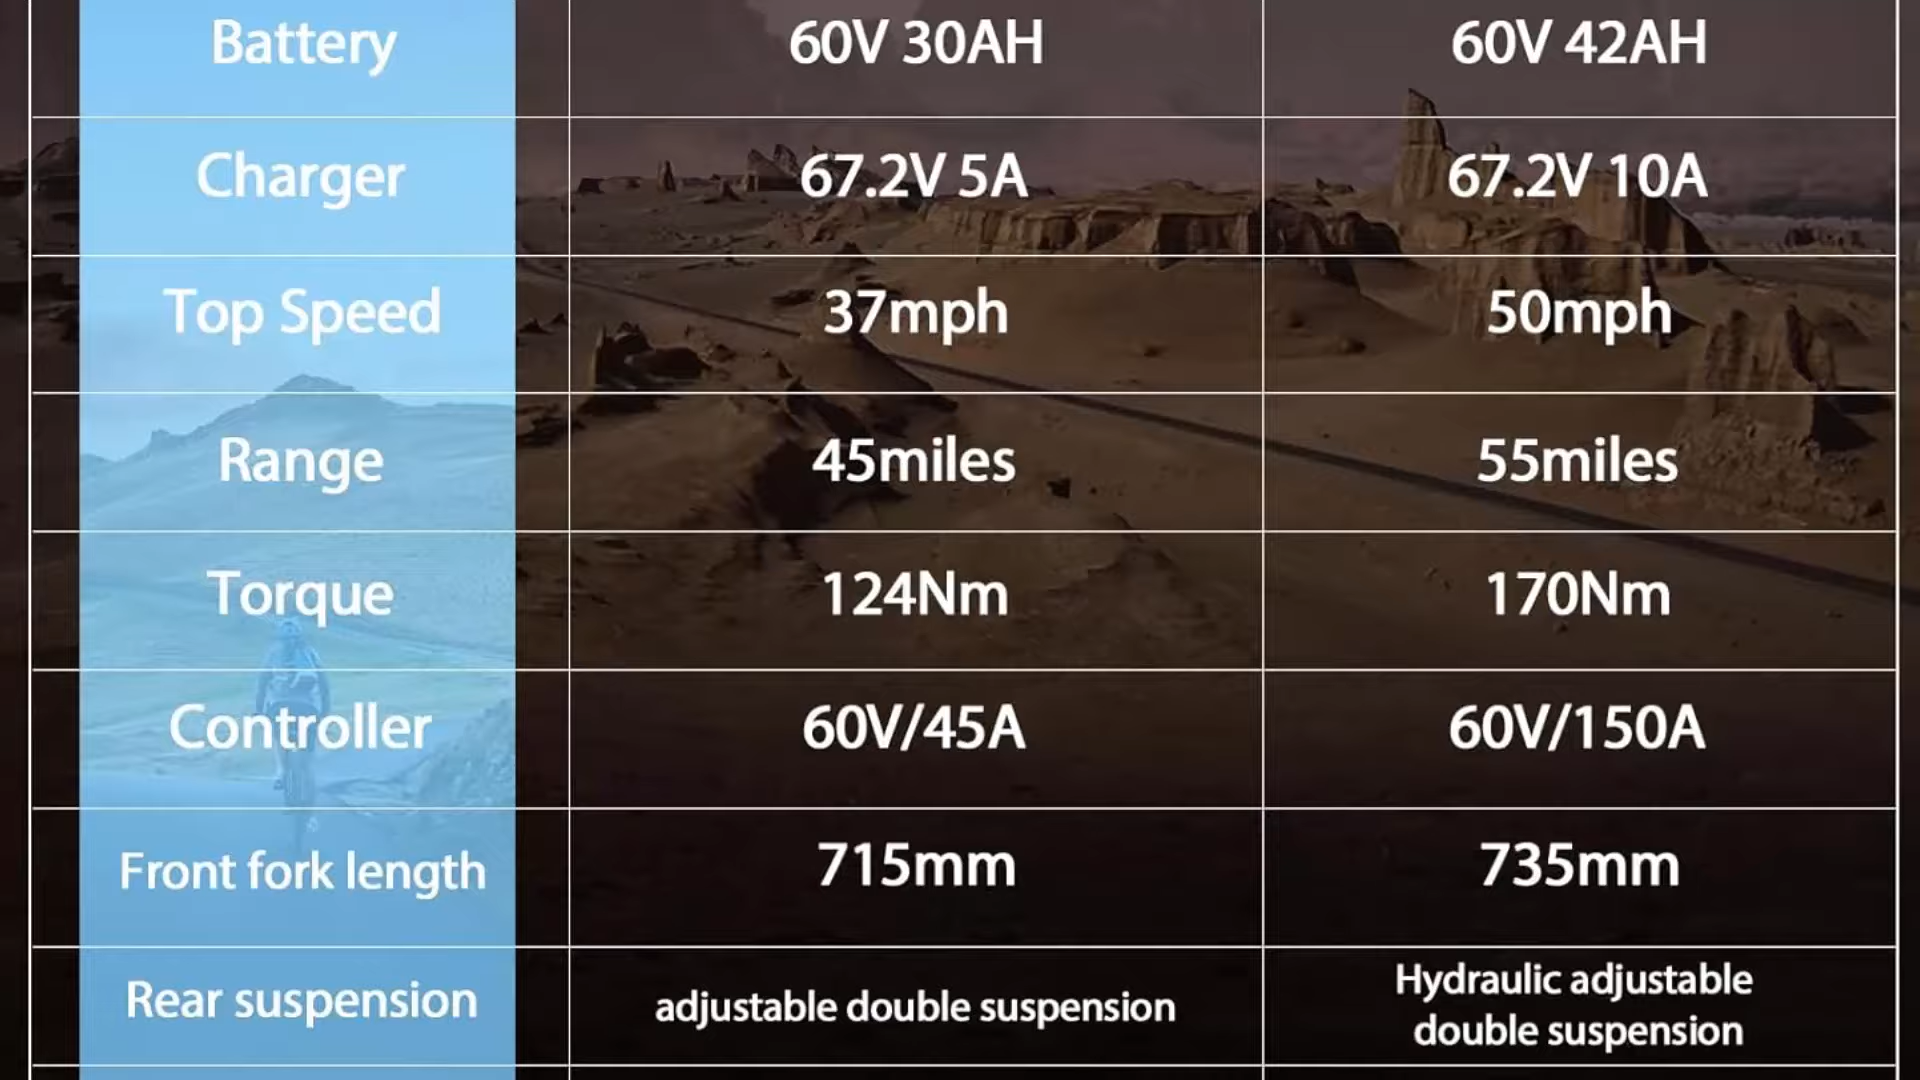 Battery 60V 30AH 60V 42AH
Charger 67.2V 5A 67.2V 10A
Top Speed 37mph 50mph
Range 45miles 55miles
Torque 124Nm 170Nm
Controller 60V/45A 60V/150A
Front fork length 715mm 735mm
Rear suspension adjustable double suspension Hydraulic adjustable
double suspension